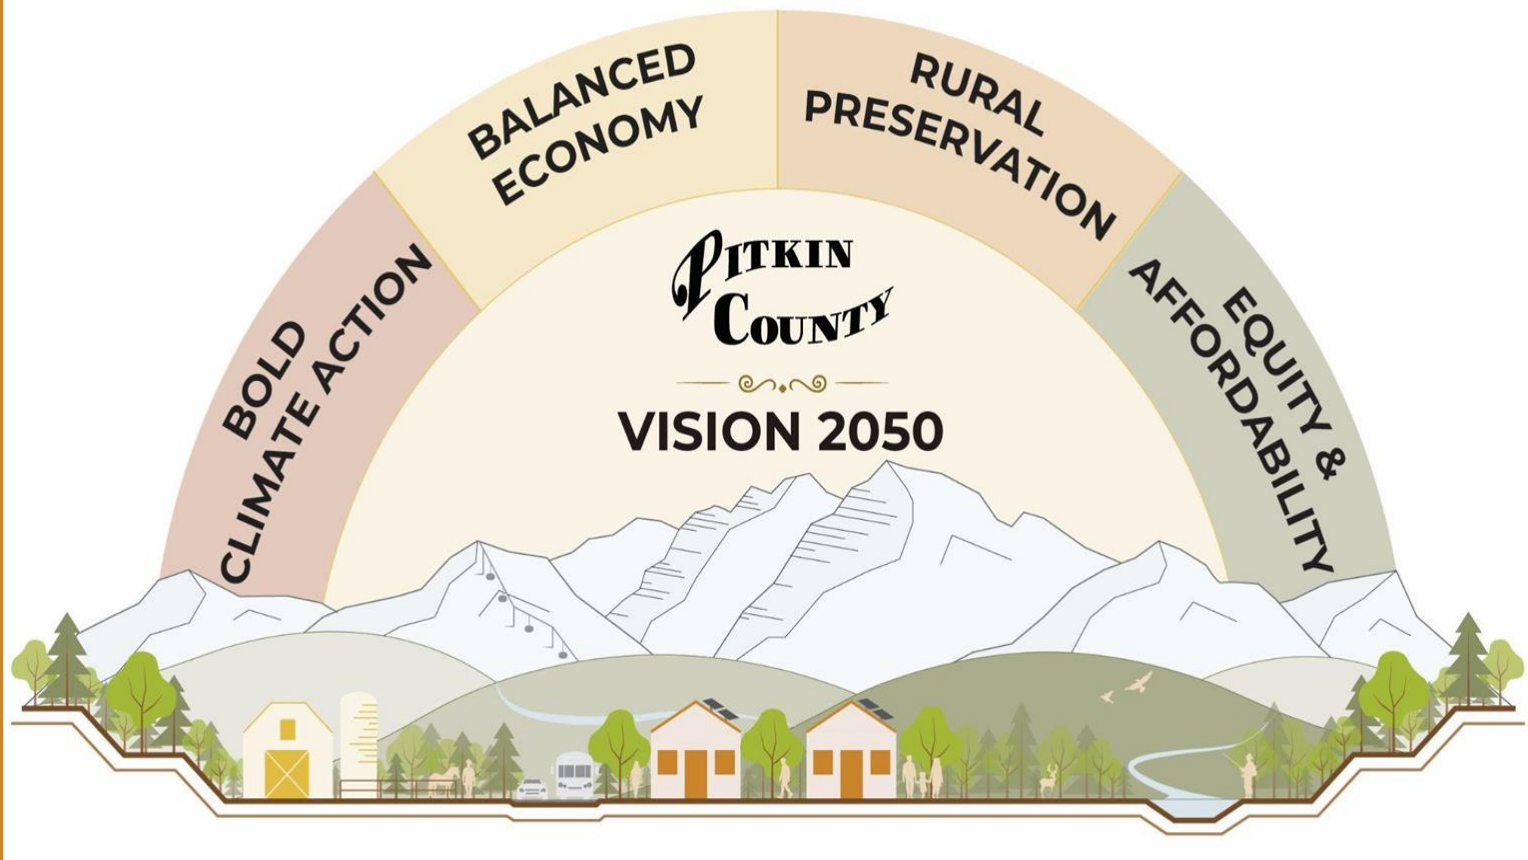 BOLD
CLIMATE ACTION
BALANCED
ECONOMY
RURAL
PRESERVATION
EQUITY &
AFFORDABILITY
PITKIN
COUNTY
VISION 2050